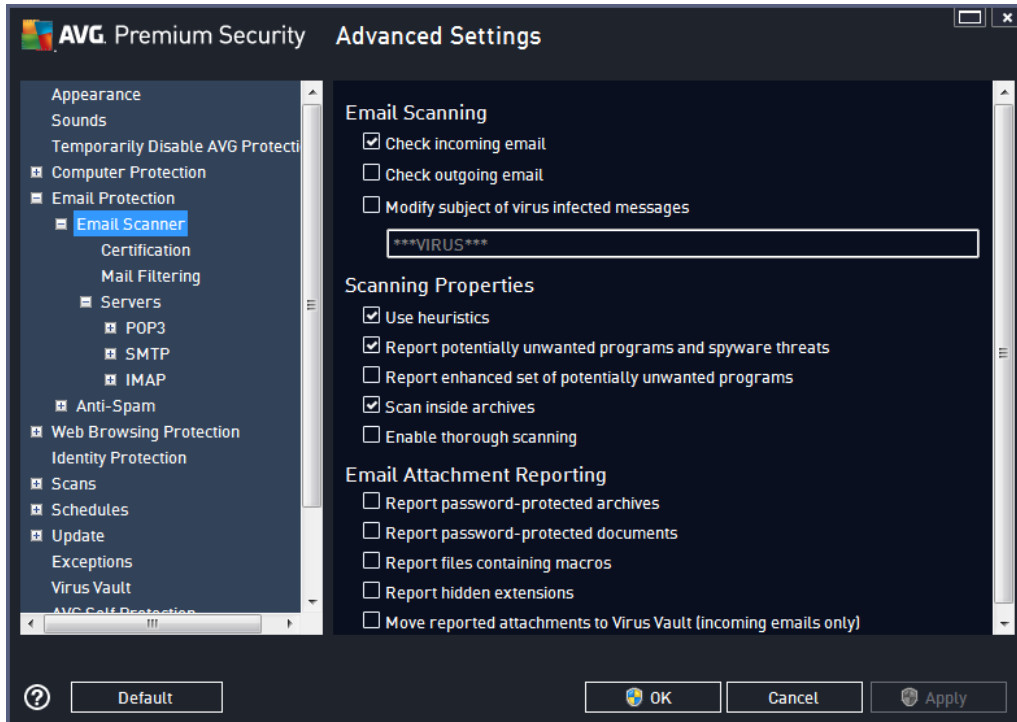 AVG. Premium Security Advanced Settings
Appearance
Sounds
Temporarily Disable AVG Protecti
Computer Protection
Email Protection
Email Scanner
Certification
Mail Filtering
Servers
POP3
SMTP
IMAP
Anti-Spam
Web Browsing Protection
Identity Protection
Scans
Schedules
Update
Exceptions
Virus Vault
AVG Self Protection
Email Scanning
Check incoming email
Check outgoing email
Modify subject of virus infected messages
***VIRUS***
Scanning Properties
Use heuristics
Report potentially unwanted programs and spyware threats
Report enhanced set of potentially unwanted programs
Scan inside archives
Enable thorough scanning
Email Attachment Reporting
Report password-protected archives
Report password-protected documents
Report files containing macros
Report hidden extensions
Move reported attachments to Virus Vault (incoming emails only)
Default
OK
Cancel
Apply